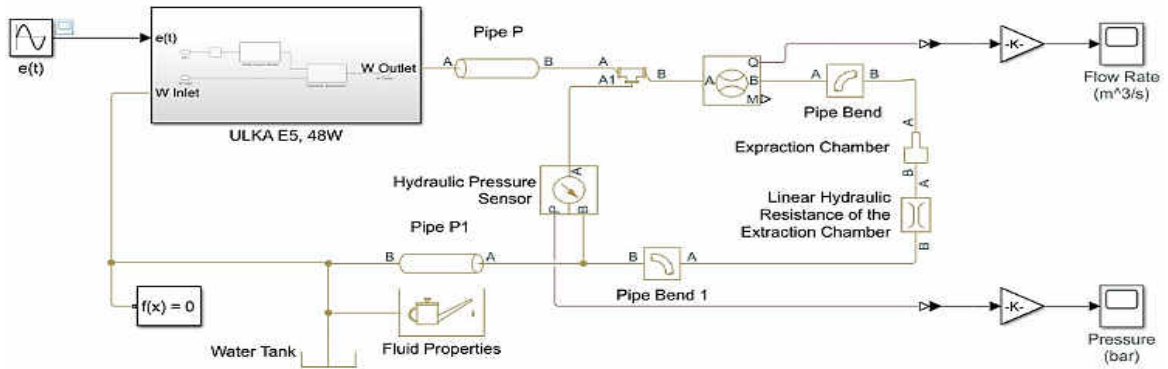 e(t)
e(t)
W Inlet
W Outlet
ULKA E5, 48W
A
Pipe P
B
A
A1
B
A
Q
B
M
A
B
Pipe Bend
-K-
Flow Rate
(m^3/s)
A
Expraction Chamber
B
A
Linear Hydraulic
Resistance of the
Extraction Chamber
B
Hydraulic Pressure
Sensor
A
P
B
Pipe P1
B
A
B
A
Pipe Bend 1
f(x) = 0
Water Tank
Fluid Properties
-K-
Pressure
(bar)